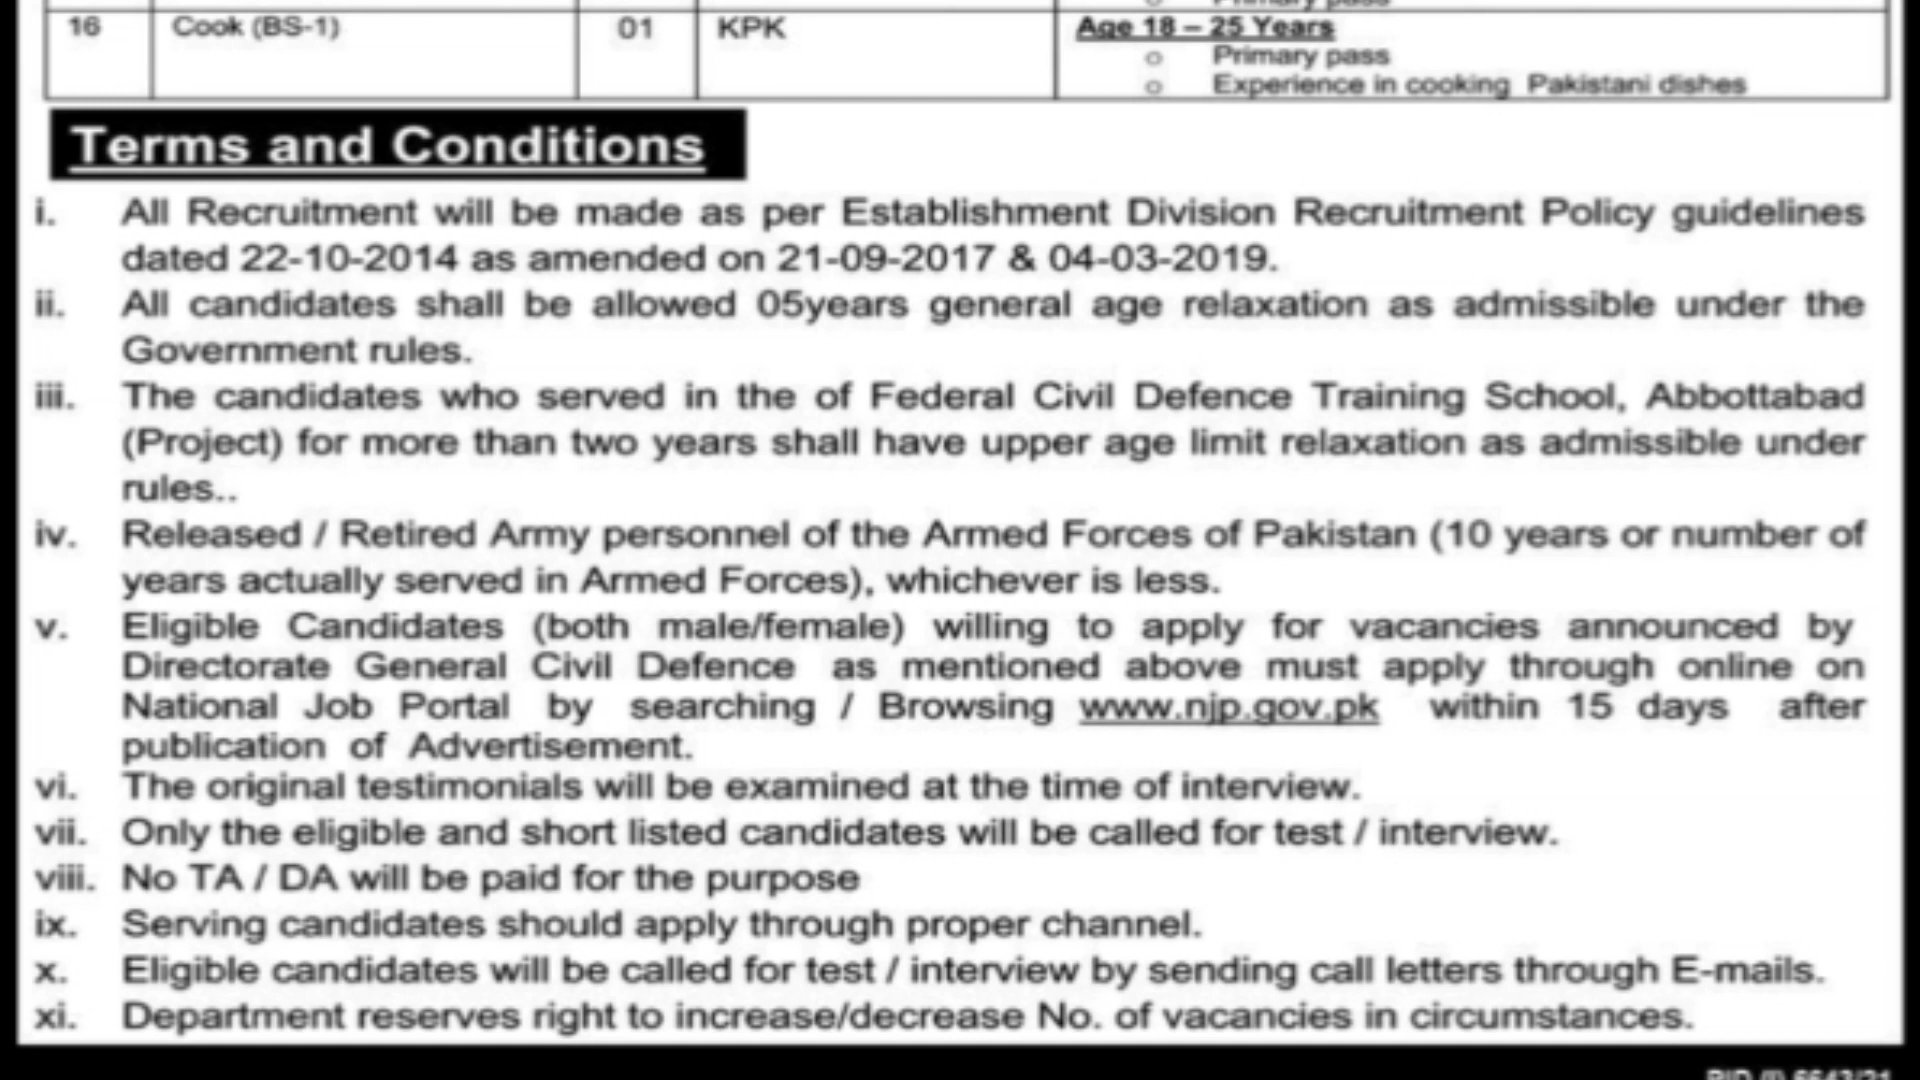 Primary pass
16 Cook (BS-1) 01 KPK Age 18 – 25 Years
o Primary pass
o Experience in cooking Pakistani dishes
Terms and Conditions
i. All Recruitment will be made as per Establishment Division Recruitment Policy guidelines
dated 22-10-2014 as amended on 21-09-2017 & 04-03-2019.
ii. All candidates shall be allowed 05years general age relaxation as admissible under the
Government rules.
iii. The candidates who served in the of Federal Civil Defence Training School, Abbottabad
(Project) for more than two years shall have upper age limit relaxation as admissible under
rules..
iv. Released / Retired Army personnel of the Armed Forces of Pakistan (10 years or number of
years actually served in Armed Forces), whichever is less.
v. Eligible Candidates (both male/female) willing to apply for vacancies announced by
Directorate General Civil Defence as mentioned above must apply through online on
National Job Portal by searching / Browsing www.njp.gov.pk within 15 days after
publication of Advertisement.
vi. The original testimonials will be examined at the time of interview.
vii. Only the eligible and short listed candidates will be called for test / interview.
viii. No TA / DA will be paid for the purpose
ix. Serving candidates should apply through proper channel.
x. Eligible candidates will be called for test / interview by sending call letters through E-mails.
xi. Department reserves right to increase/decrease No. of vacancies in circumstances.